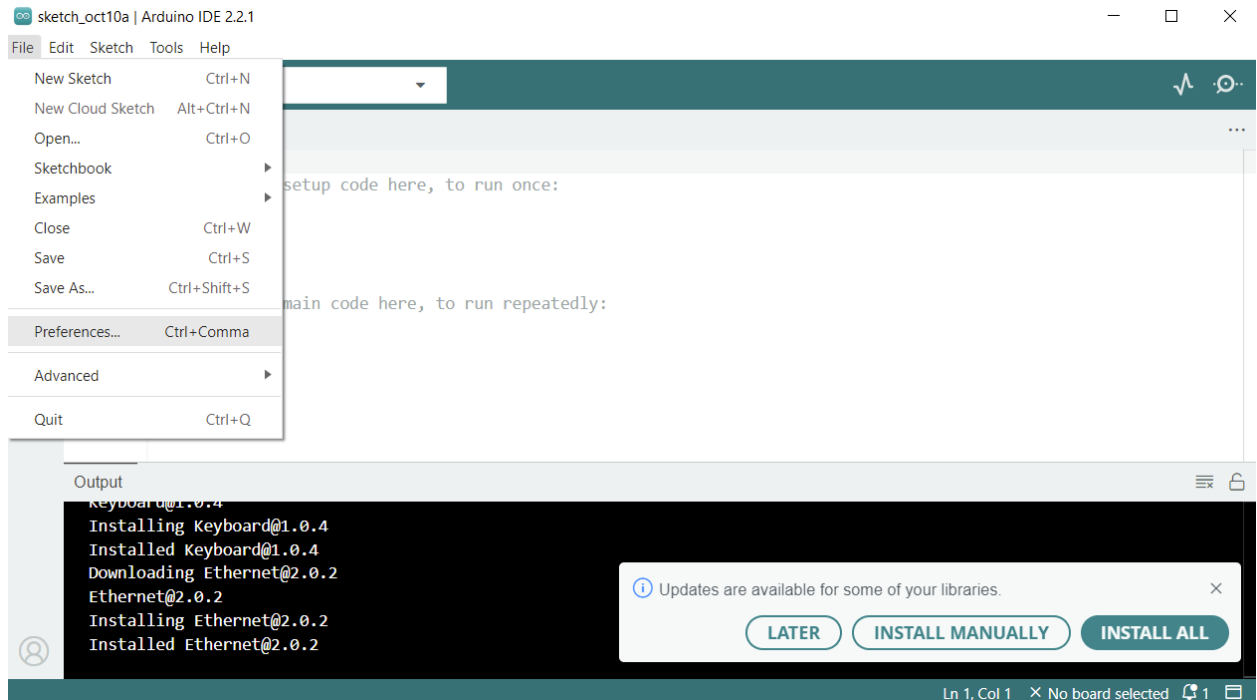 sketch_oct10a | Arduino IDE 2.2.1
File Edit Sketch Tools Help
New Sketch Ctrl+N
New Cloud Sketch Alt+Ctrl+N
Open... Ctrl+O
Sketchbook
Examples
Close Ctrl+W
Save Ctrl+S
Save As... Ctrl+Shift+S
Preferences... Ctrl+Comma
Advanced
Quit Ctrl+Q
setup code here, to run once:
main code here, to run repeatedly:
Output
Keyboard@1.0.4
Installing Keyboard@1.0.4
Installed Keyboard@1.0.4
Downloading Ethernet@2.0.2
Ethernet@2.0.2
Installing Ethernet@2.0.2
Installed Ethernet@2.0.2
Updates are available for some of your libraries.
LATER INSTALL MANUALLY INSTALL ALL
Ln 1, Col 1 No board selected 1